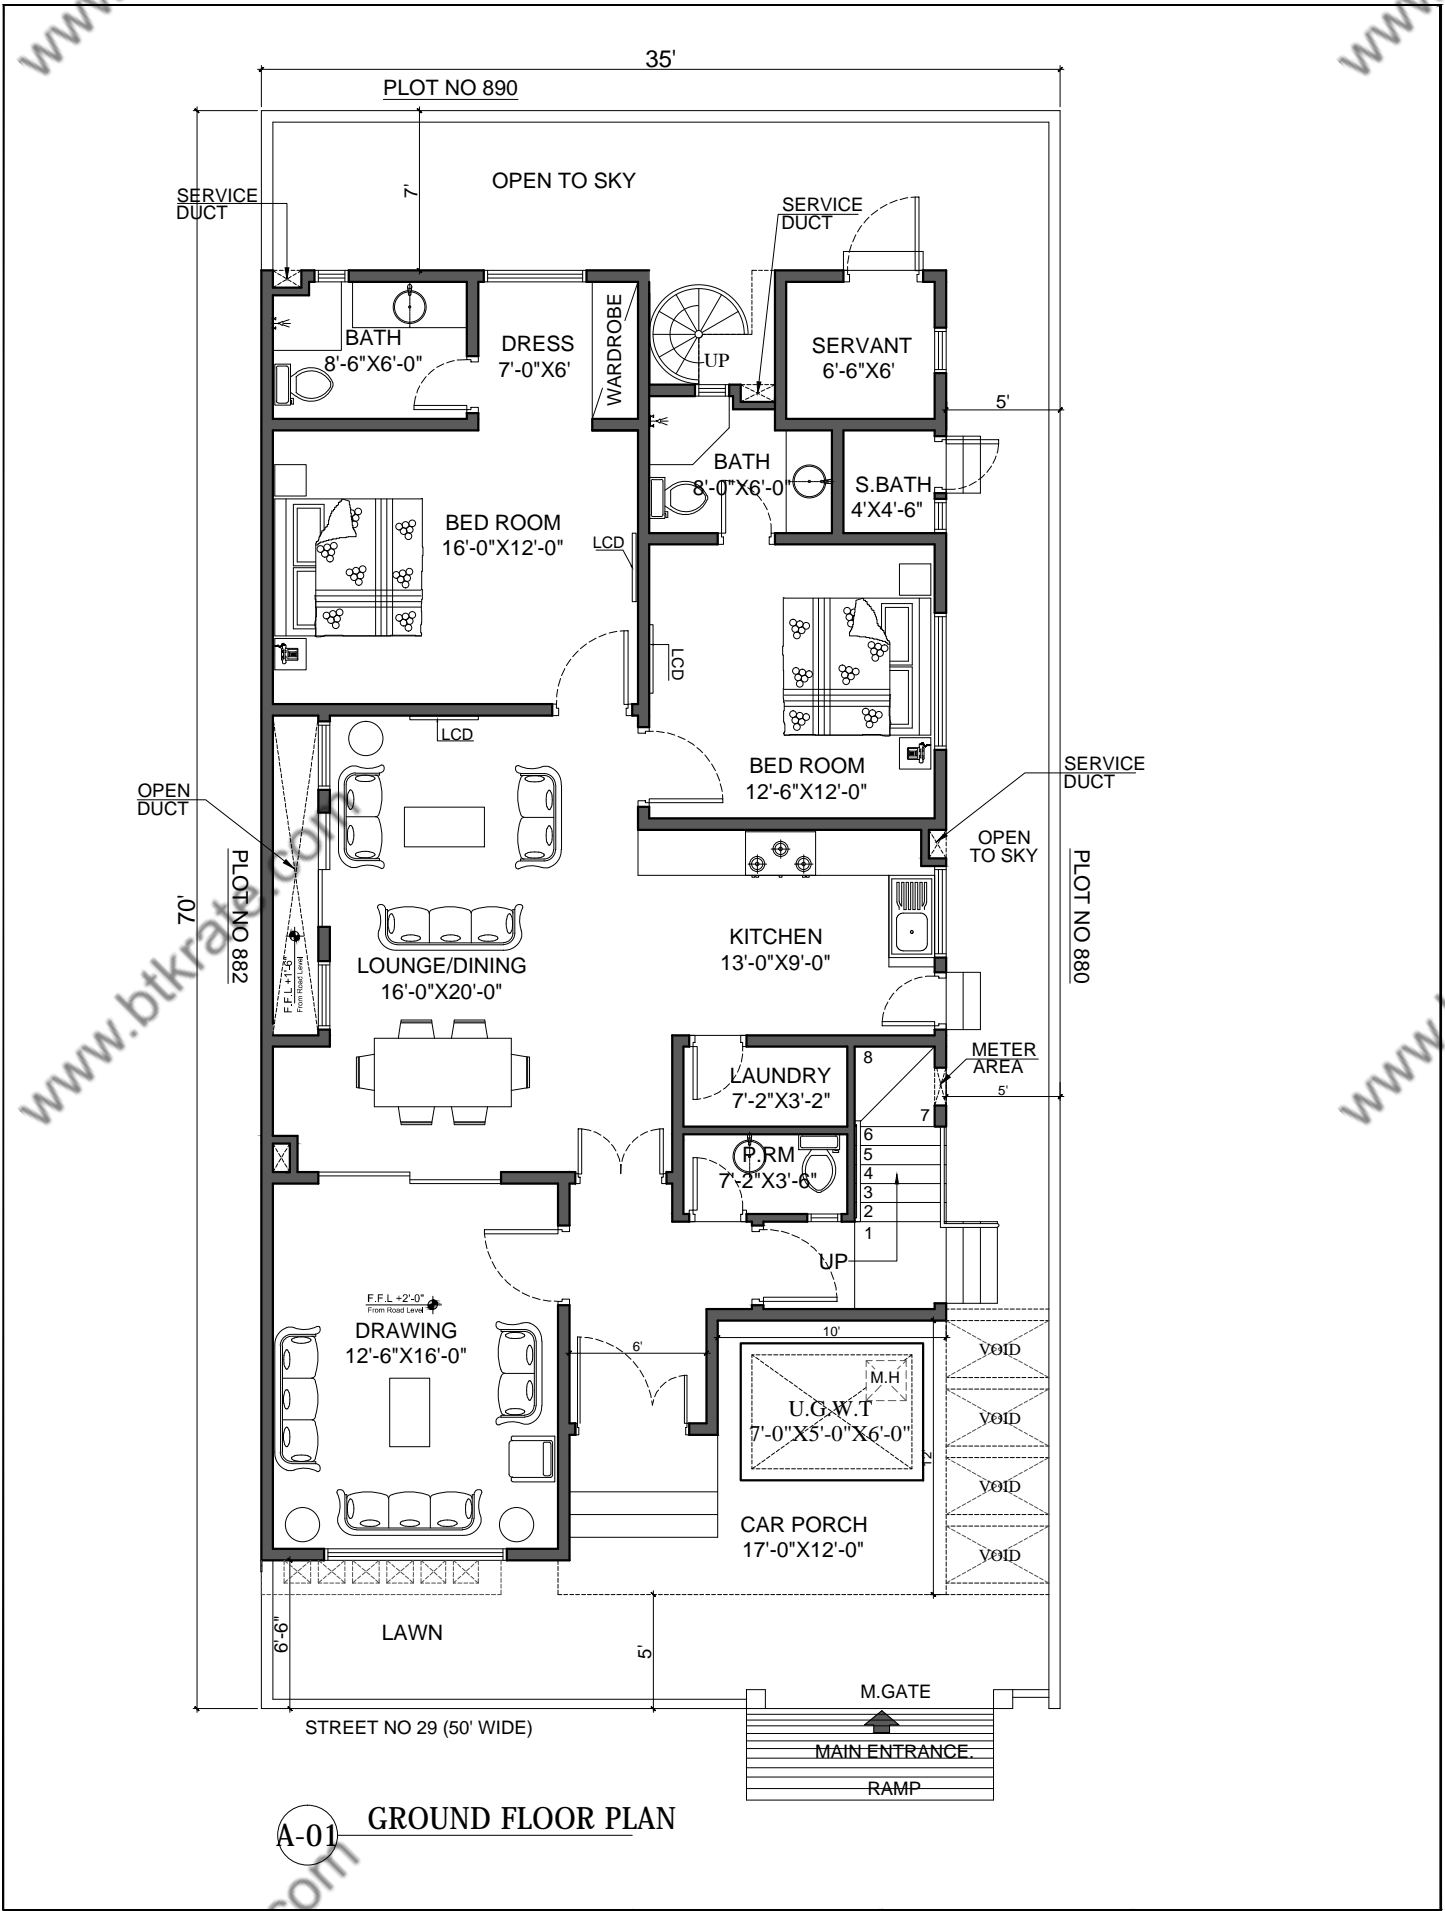 www.
www.
35'
PLOT NO 890
OPEN TO SKY
7'
SERVICE
DUCT
SERVICE
DUCT
BATH
8'-6"X6'-0"
DRESS
7'-0"X6'
WARDROBE
UP
SERVANT
6'-6"X6'
5'
BATH
8'-0"X6'-0"
S.BATH
4'X4'-6"
BED ROOM
16'-0"X12'-0"
LCD
LCD
LCD
BED ROOM
12'-6"X12'-0"
SERVICE
DUCT
OPEN
DUCT
OPEN
TO SKY
PLOT NO 882
70'
PLOT NO 880
www.btkrate.com
F.F.L +1'-6"
From Road Level
KITCHEN
13'-0"X9'-0"
LOUNGE/DINING
16'-0"X20'-0"
METER
AREA
5'
LAUNDRY
7'-2"X3'-2"
8
7
6
5
4
3
2
1
P.RM
7'-2"X3'-6"
UP
F.F.L +2'-0"
From Road Level
DRAWING
12'-6"X16'-0"
6'
10'
M.H
U.G.W.T
7'-0"X5'-0"X6'-0"
12'
VOID
VOID
VOID
VOID
CAR PORCH
17'-0"X12'-0"
6'-6"
LAWN
5'
M.GATE
STREET NO 29 (50' WIDE)
MAIN ENTRANCE.
RAMP
A-01
GROUND FLOOR PLAN
www.
com